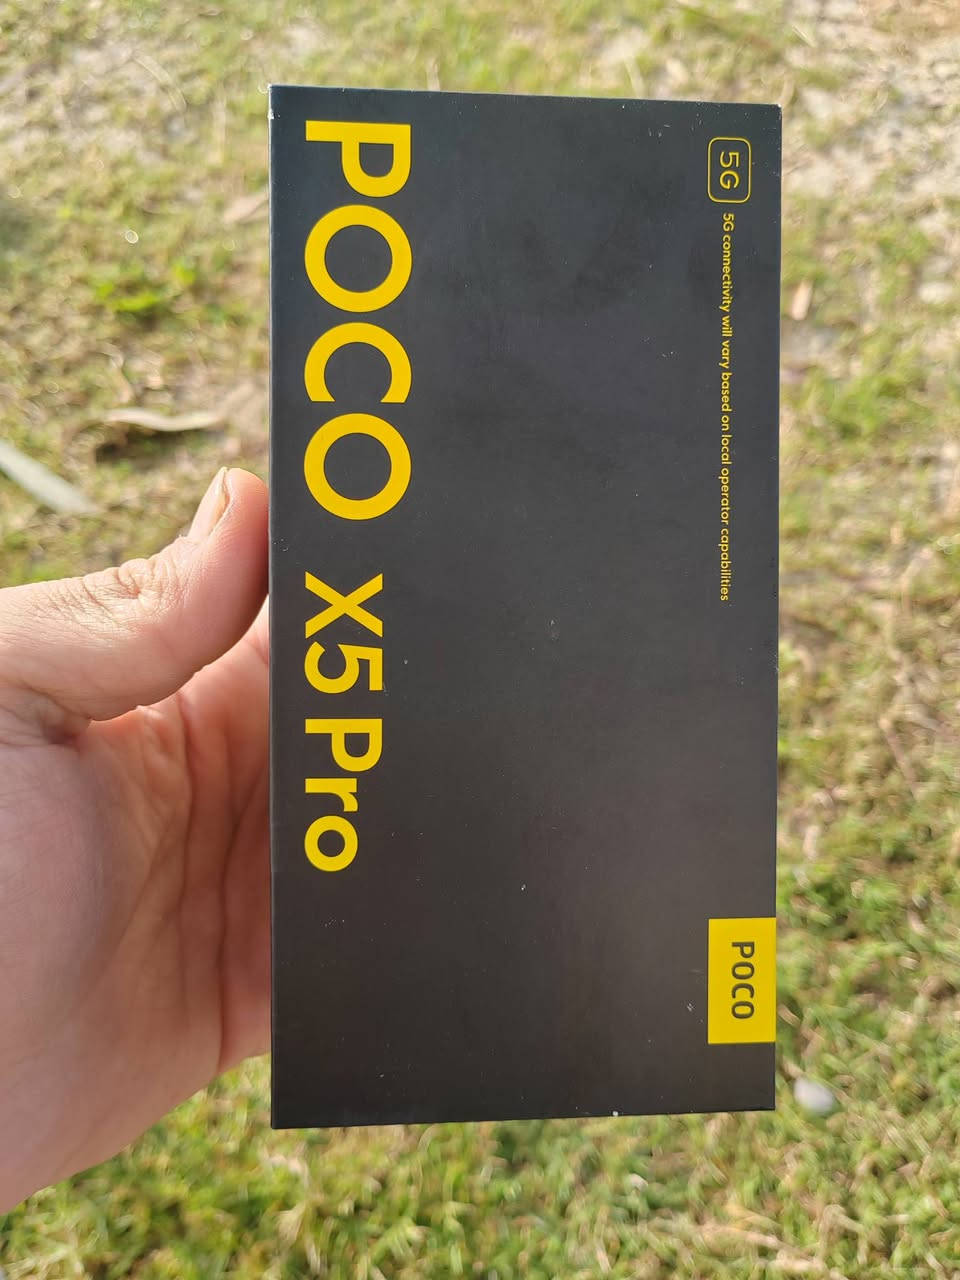 5G
5G connectivity will vary based on local operator capabilities
POCO
POCO X5 Pro